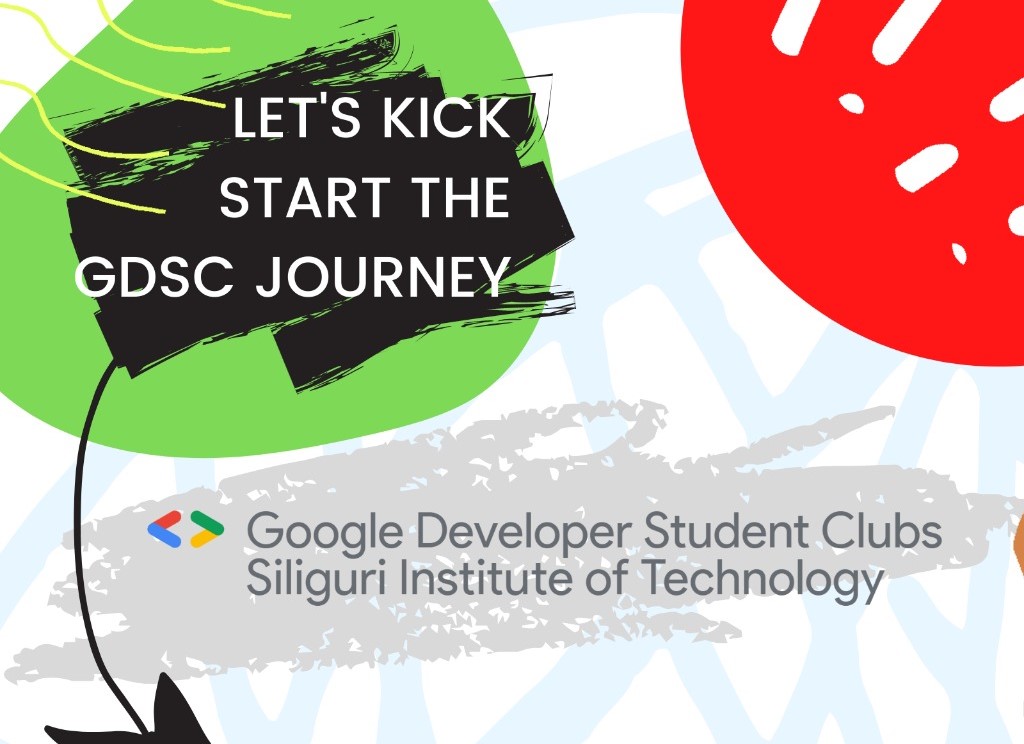 LET'S KICK
START THE
GDSC JOURNEY
Google Developer Student Clubs
Siliguri Institute of Technology